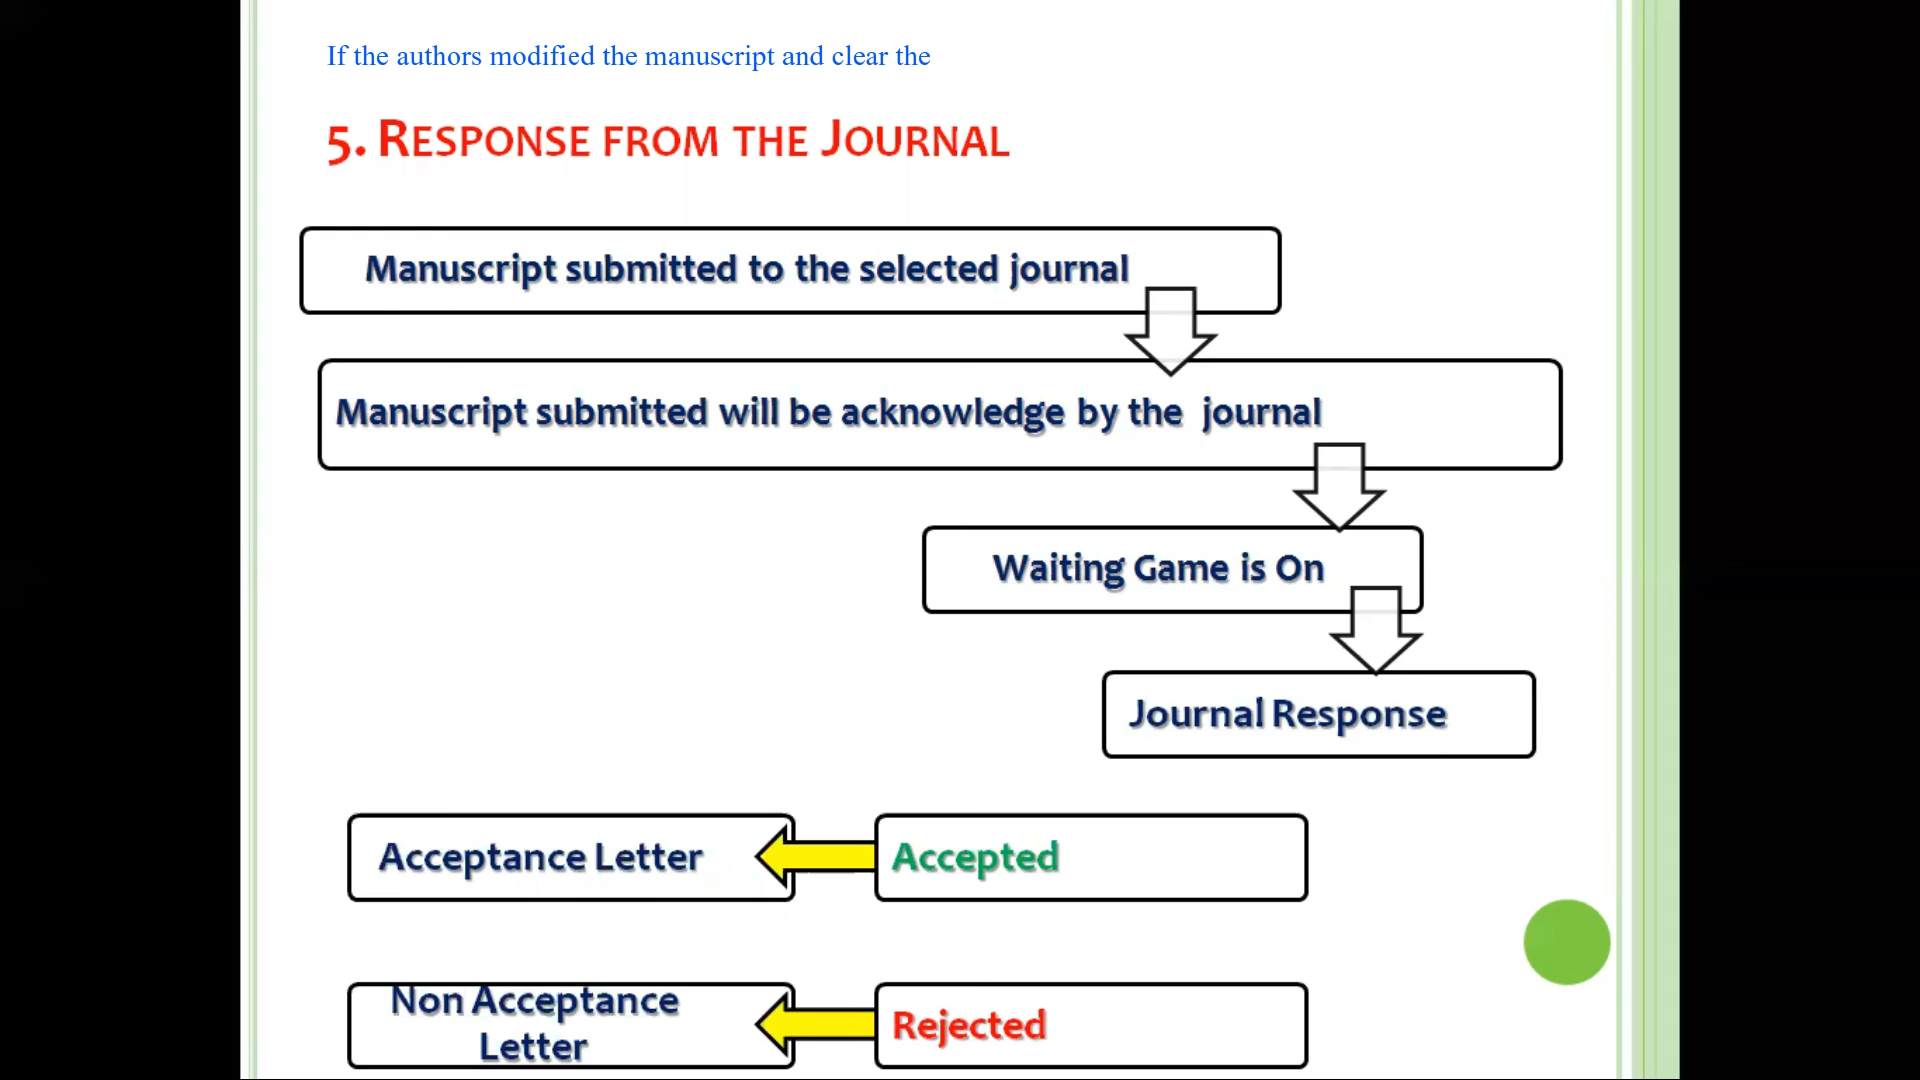 If the authors modified the manuscript and clear the
5. RESPONSE FROM THE JOURNAL
Manuscript submitted to the selected journal
Manuscript submitted will be acknowledge by the journal
Waiting Game is On
Journal Response
Acceptance Letter
Accepted
Non Acceptance
Letter
Rejected